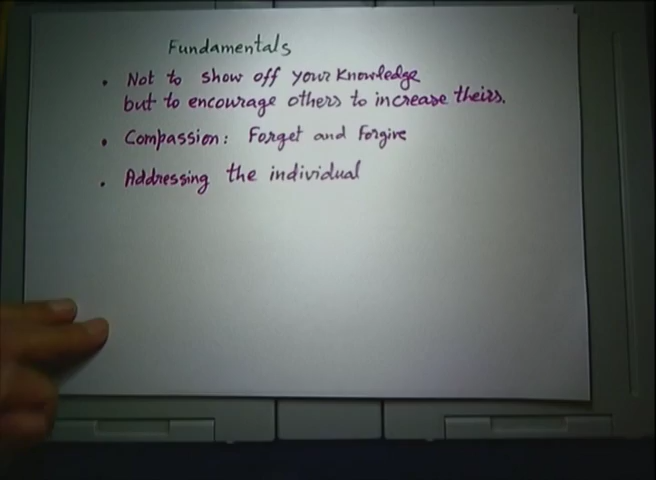 Fundamentals
• Not to show off your Knowledge
but to encourage others to increase theirs.
• Compassion: Forget and Forgive
• Addressing the individual